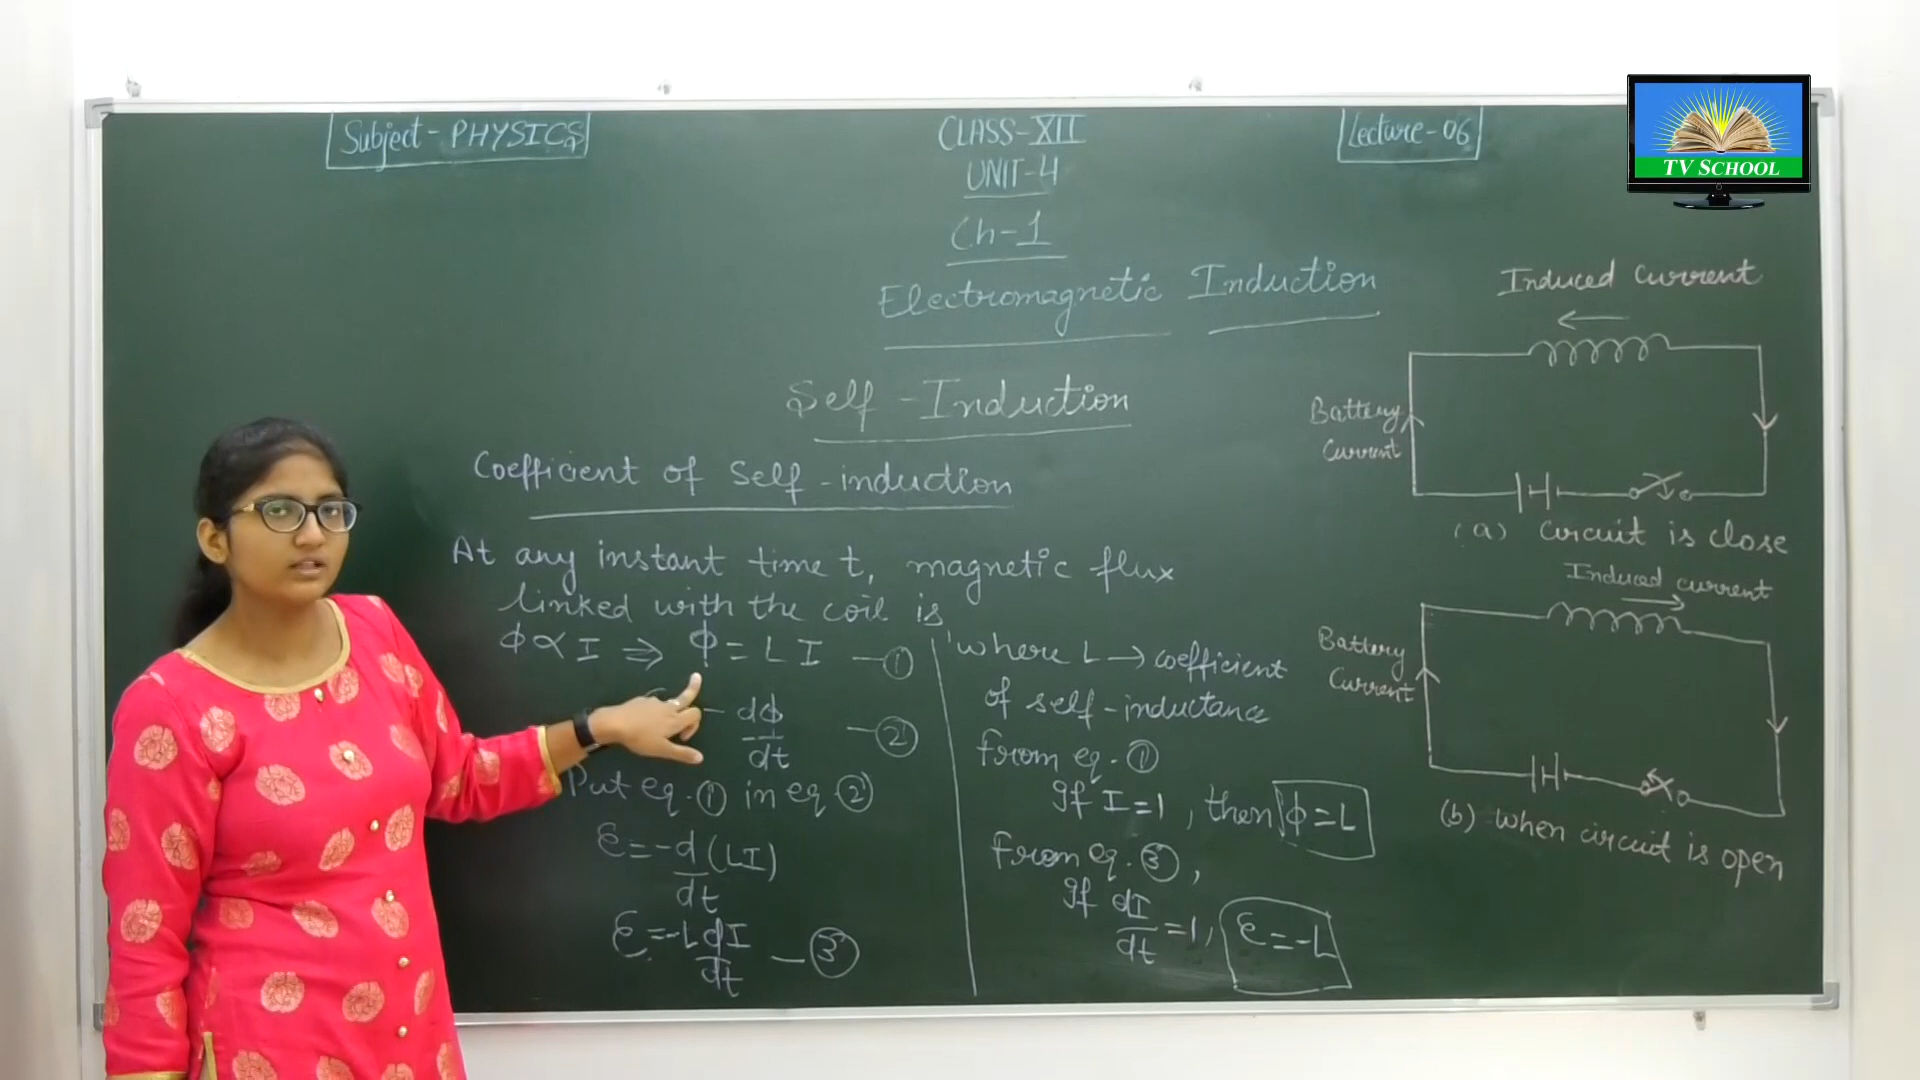 Subject - PHYSICS
CLASS-XII
UNIT-4
Ch-1
Lecture-06
TV SCHOOL
Electromagnetic Induction
Self-Induction
Coefficient of Self-induction
At any instant time t, magnetic flux
linked with the coil is
ϕ ∝ I ⇒ ϕ = L I —①
- dϕ/dt —②
Put eq.① in eq ②
ε = -d/dt (LI)
ε = -L dI/dt —③
where L → coefficient
of self-inductance
From eq.①
If I=1, then ϕ=L
From eq.③,
If dI/dt =1, ε=-L
Induced Current
←
Battery
Current
(a) Circuit is close
Induced current
→
Battery
Current
(b) When circuit is open